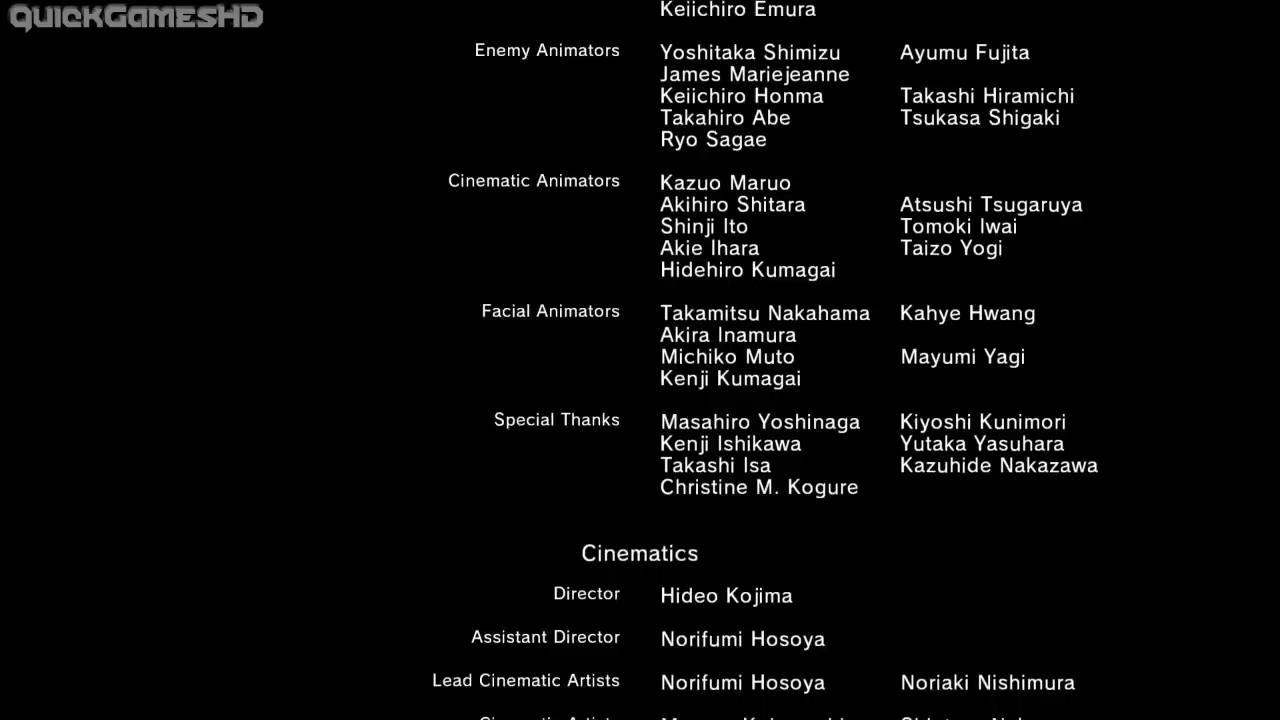 QUICKGAMESHD
Keiichiro Emura
Enemy Animators Yoshitaka Shimizu Ayumu Fujita
James Mariejeanne
Keiichiro Honma Takashi Hiramichi
Takahiro Abe Tsukasa Shigaki
Ryo Sagae
Cinematic Animators Kazuo Maruo
Akihiro Shitara Atsushi Tsugaruya
Shinji Ito Tomoki Iwai
Akie Ihara Taizo Yogi
Hidehiro Kumagai
Facial Animators Takamitsu Nakahama Kahye Hwang
Akira Inamura
Michiko Muto Mayumi Yagi
Kenji Kumagai
Special Thanks Masahiro Yoshinaga Kiyoshi Kunimori
Kenji Ishikawa Yutaka Yasuhara
Takashi Isa Kazuhide Nakazawa
Christine M. Kogure
Cinematics
Director Hideo Kojima
Assistant Director Norifumi Hosoya
Lead Cinematic Artists Norifumi Hosoya Noriaki Nishimura